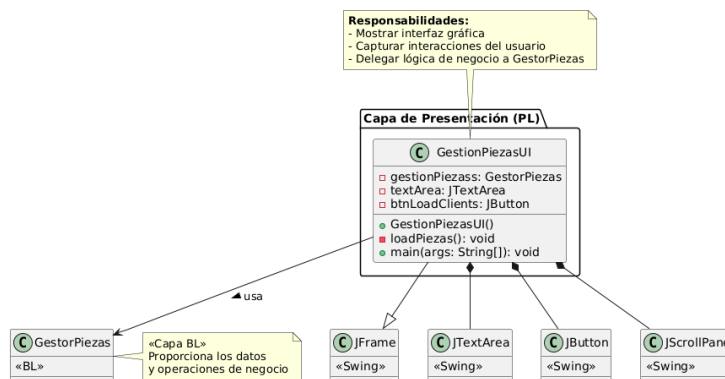 Responsabilidades:
- Mostrar interfaz gráfica
- Capturar interacciones del usuario
- Delegar lógica de negocio a GestorPiezas
Capa de Presentación (PL)
C GestionPiezasUI
gestionPiezass: GestorPiezas
textArea: JTextArea
btnLoadClients: JButton
GestionPiezasUI()
loadPiezas(): void
main(args: String[]): void
usa
C GestorPiezas
«BL»
«Capa BL»
Proporciona los datos
y operaciones de negocio
C JFrame
«Swing»
C JTextArea
«Swing»
C JButton
«Swing»
C JScrollPane
«Swing»